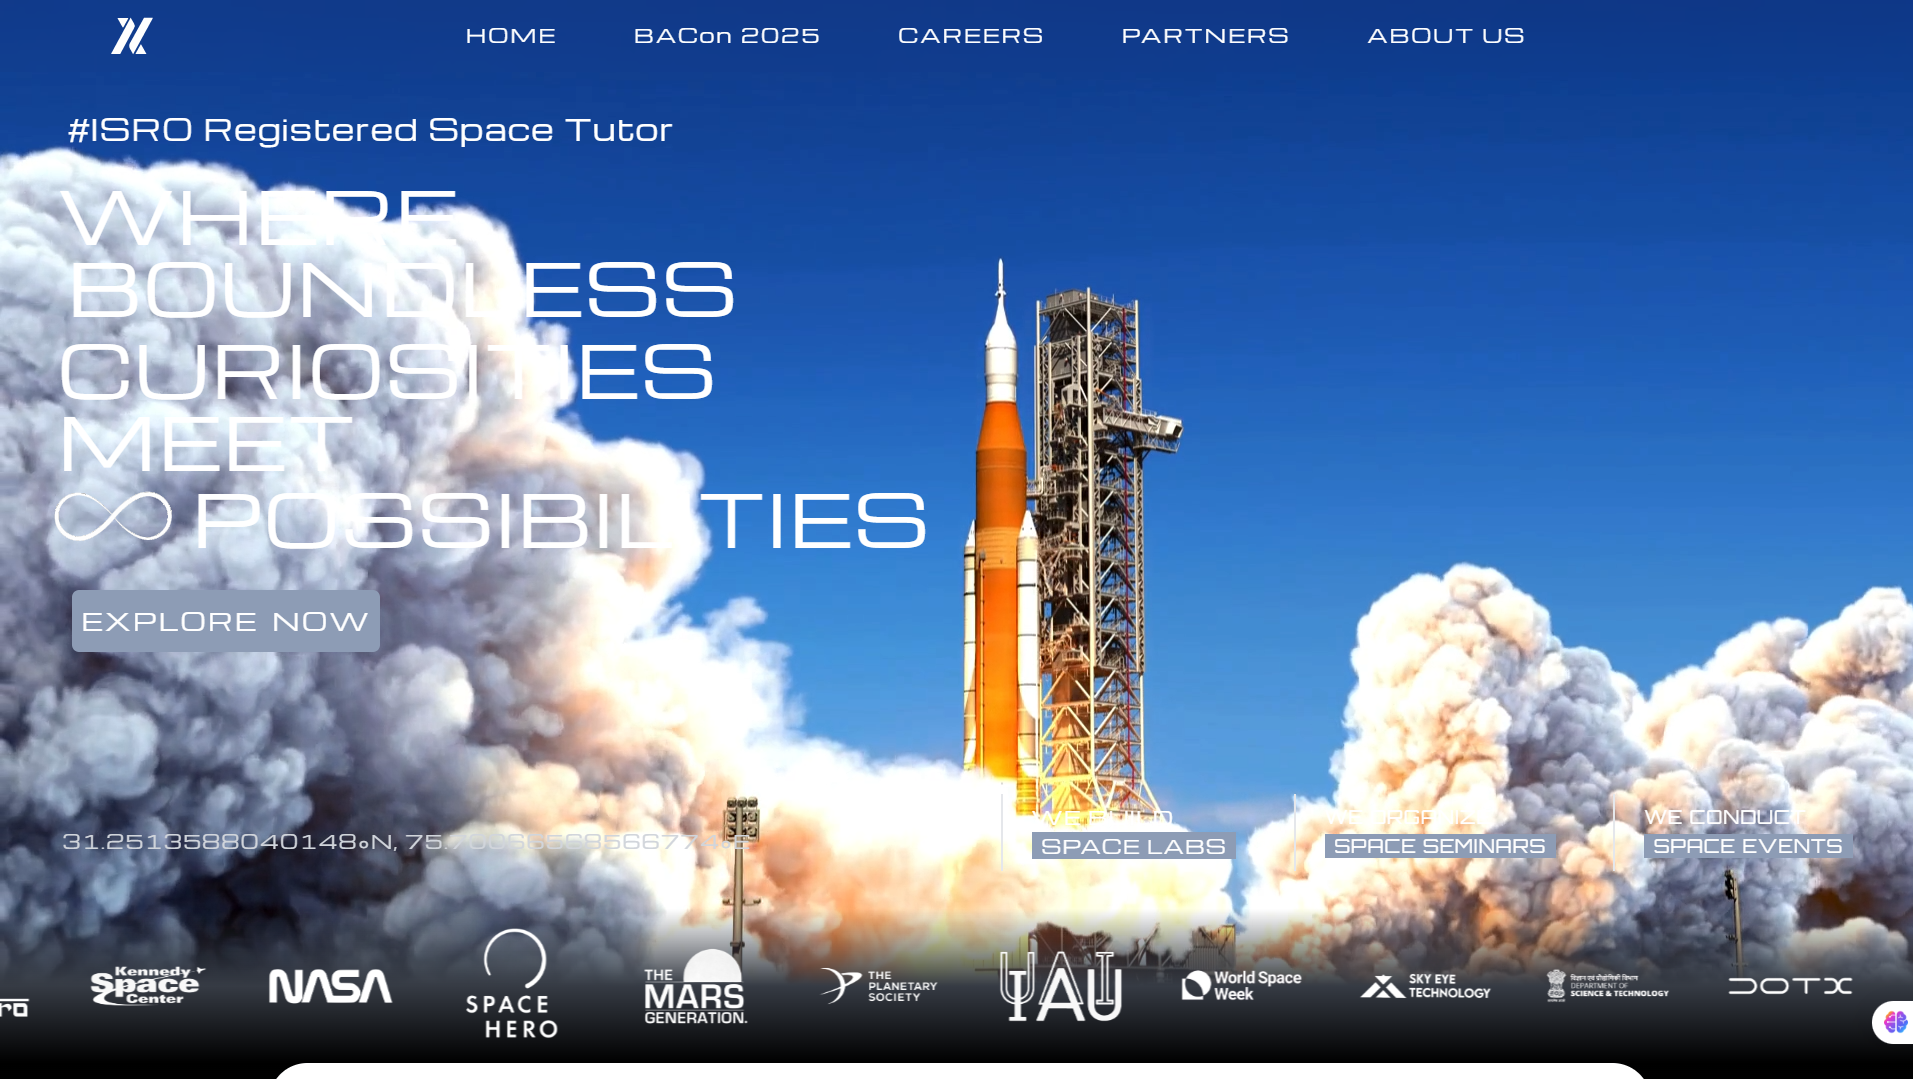 HOME
BACon 2025
CAREERS
PARTNERS
ABOUT US
#ISRO Registered Space Tutor
WHERE
BOUNDLESS
CURIOSITIES
MEET
∞ POSSIBILITIES
EXPLORE NOW
WE BUILD
SPACE LABS
WE ORGANIZE
SPACE SEMINARS
WE CONDUCT
SPACE EVENTS
31.2513588040148°N,
Kennedy
Space
Center
NASA
SPACE
HERO
THE
MARS
GENERATION.
THE
PLANETARY
SOCIETY
IAU
World Space
Week
SKY EYE
TECHNOLOGY
विज्ञान एवं प्रौद्योगिकी विभाग
DEPARTMENT OF
SCIENCE & TECHNOLOGY
DOTX